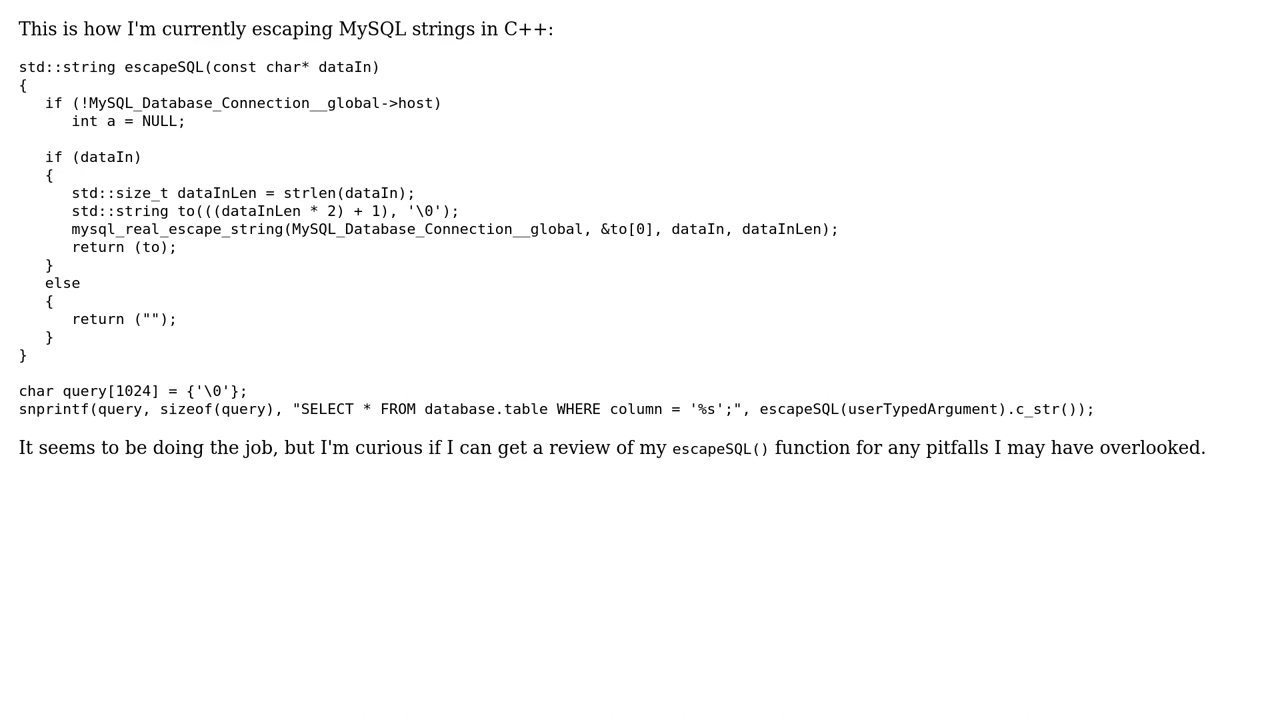 This is how I'm currently escaping MySQL strings in C++:
std::string escapeSQL(const char* dataIn)
{
   if (!MySQL_Database_Connection__global->host)
      int a = NULL;

   if (dataIn)
   {
      std::size_t dataInLen = strlen(dataIn);
      std::string to(((dataInLen * 2) + 1), '\0');
      mysql_real_escape_string(MySQL_Database_Connection__global, &to[0], dataIn, dataInLen);
      return (to);
   }
   else
   {
      return ("");
   }
}

char query[1024] = {'\0'};
snprintf(query, sizeof(query), "SELECT * FROM database.table WHERE column = '%s';", escapeSQL(userTypedArgument).c_str());
It seems to be doing the job, but I'm curious if I can get a review of my escapeSQL() function for any pitfalls I may have overlooked.